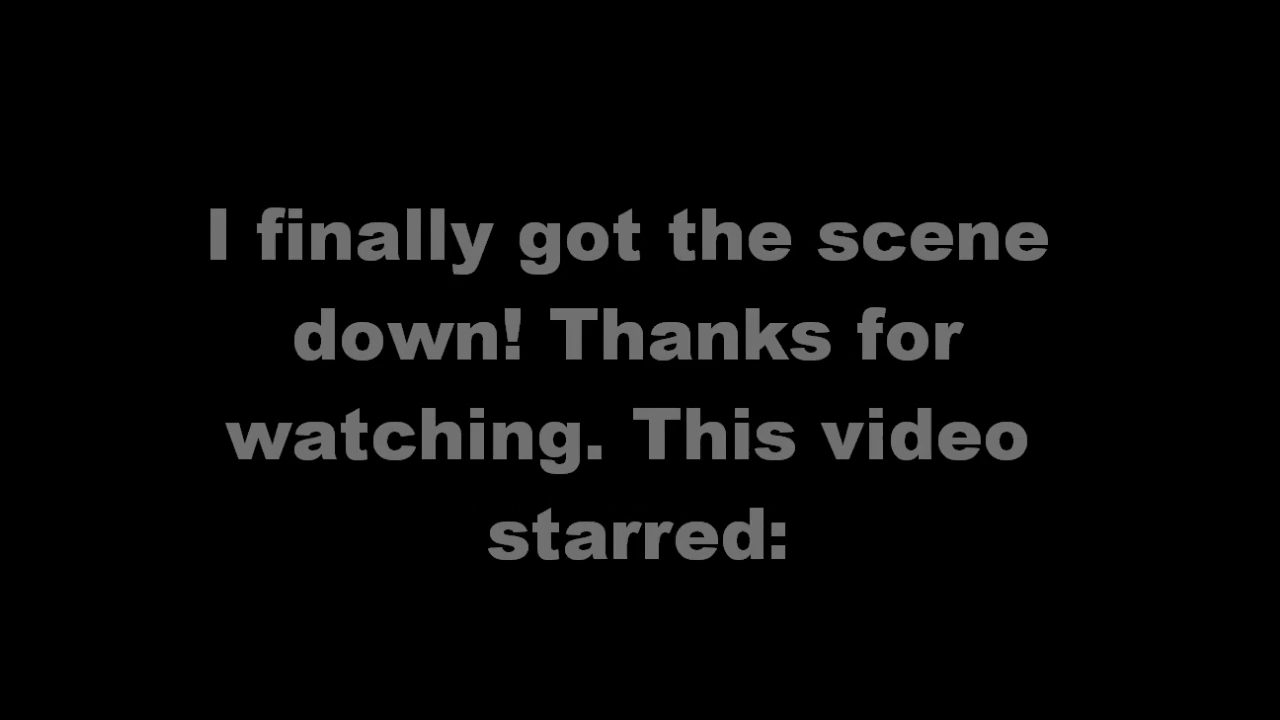 I finally got the scene
down! Thanks for
watching. This video
starred: